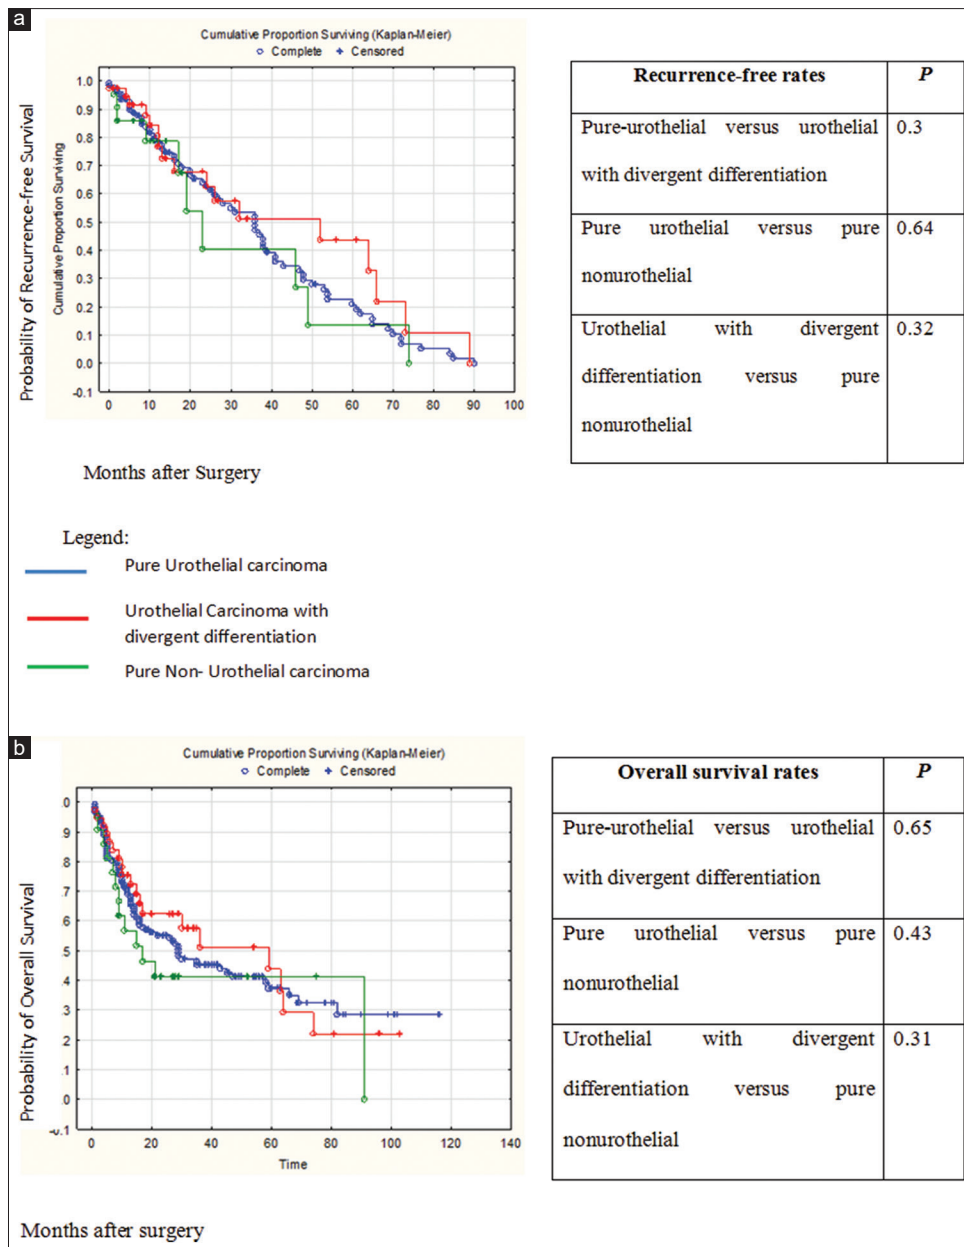 a
Cumulative Proportion Surviving (Kaplan-Meier)
Complete Censored
Probability of Recurrence-free Survival
Cumulative Proportion Surviving
1.0
0.9
0.8
0.7
0.6
0.5
0.4
0.3
0.2
0.1
0.0
-0.1
0 10 20 30 40 50 60 70 80 90 100
Months after Surgery
Recurrence-free rates P
Pure-urothelial versus urothelial 0.3
with divergent differentiation
Pure urothelial versus pure 0.64
nonurothelial
Urothelial with divergent 0.32
differentiation versus pure
nonurothelial
Legend:
Pure Urothelial carcinoma
Urothelial Carcinoma with
divergent differentiation
Pure Non- Urothelial carcinoma
b
Cumulative Proportion Surviving (Kaplan-Meier)
Complete Censored
Probability of Overall Survival
.0
.9
.8
.7
.6
.5
.4
.3
.2
.1
.0
-0.1
0 20 40 60 80 100 120 140
Time
Months after surgery
Overall survival rates P
Pure-urothelial versus urothelial 0.65
with divergent differentiation
Pure urothelial versus pure 0.43
nonurothelial
Urothelial with divergent 0.31
differentiation versus pure
nonurothelial